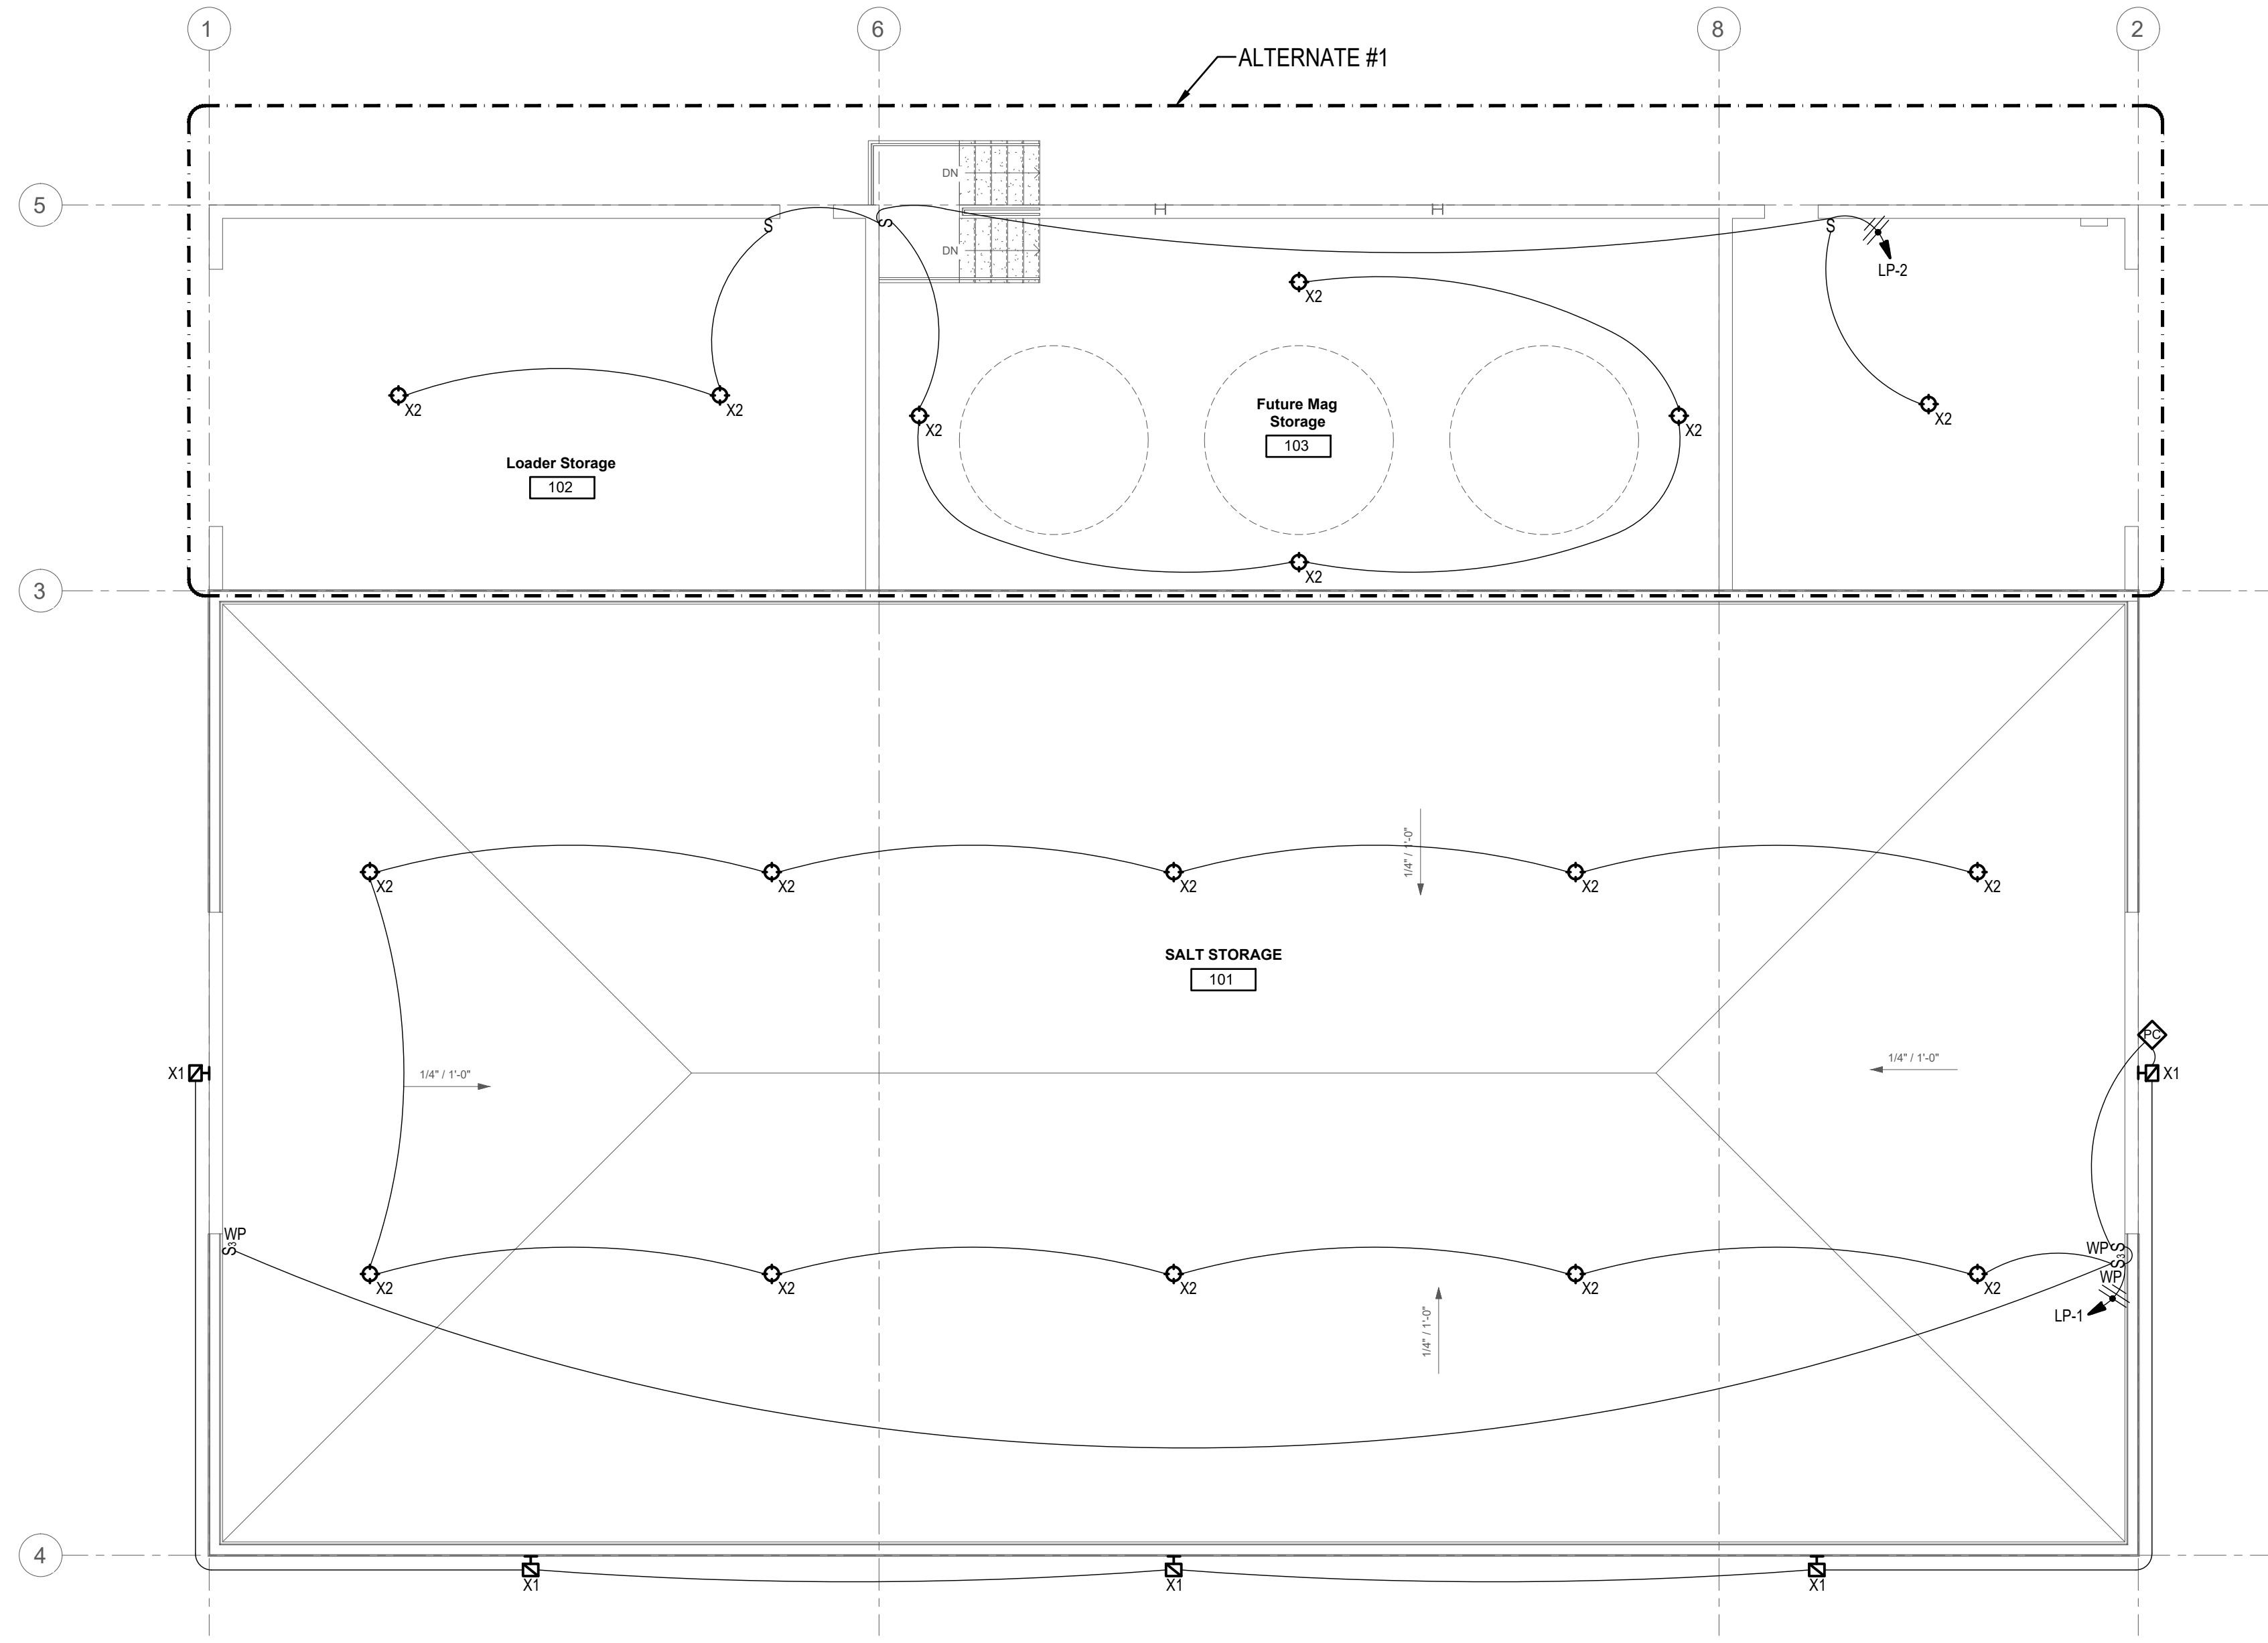 1
6
8
2
ALTERNATE #1
DN
5
H
H
S
S
S
DN
LP-2
X2
X2
X2
Future Mag
Storage
103
X2
X2
X2
Loader Storage
102
X2
3
1/4" / 1'-0"
X2
X2
X2
X2
X2
SALT STORAGE
101
PC
1/4" / 1'-0"
X1
1/4" / 1'-0"
X1
WP
S3
WP S
S3
WP
X2
X2
X2
X2
X2
LP-1
1/4" / 1'-0"
4
X1
X1
X1